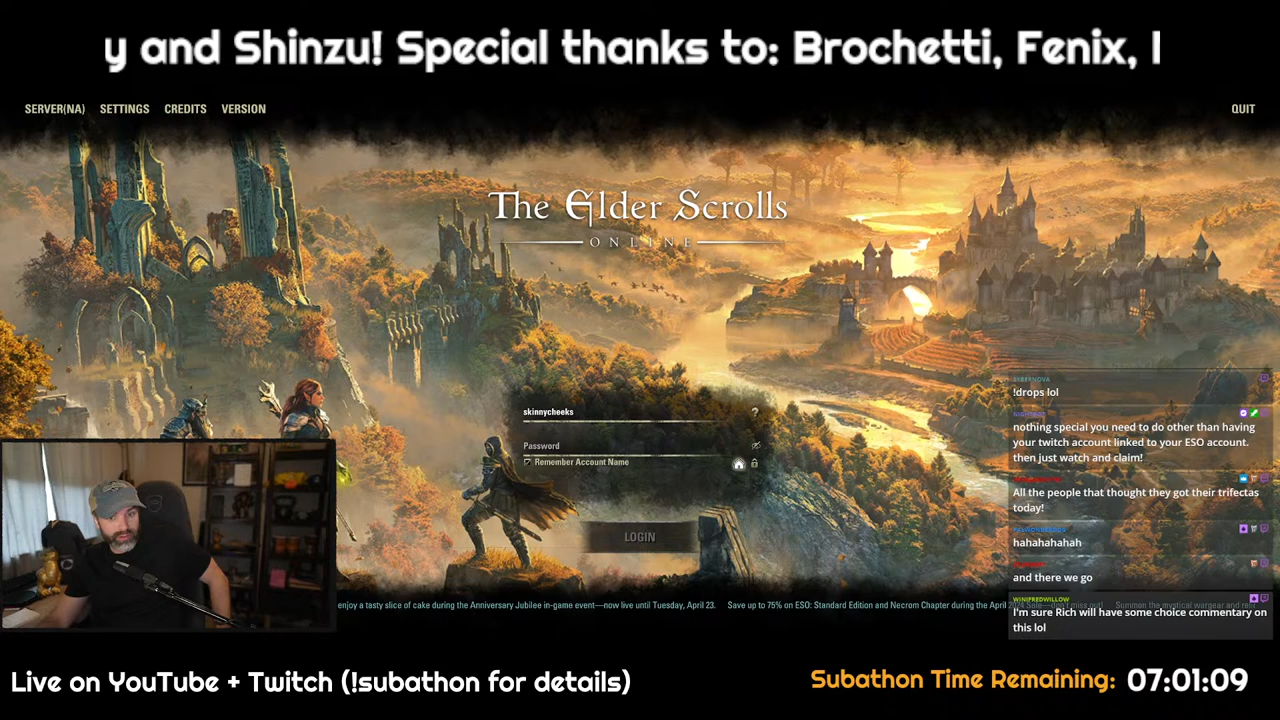 y and Shinzu! Special thanks to: Brochetti, Fenix,
SERVER(NA) SETTINGS CREDITS VERSION QUIT
The Elder Scrolls
ONLINE
skinnycheeks ?
Password
Remember Account Name
LOGIN
!drops lol
nothing special you need to do other than having
your twitch account linked to your ESO account.
then just watch and claim!
All the people that thought they got their trifectas
today!
hahahahahah
and there we go
WINIFREDWILLOW
I'm sure Rich will have some choice commentary on
this lol
enjoy a tasty slice of cake during the Anniversary Jubilee in-game event—now live until Tuesday, April 23. Save up to 75% on ESO: Standard Edition and Necrom Chapter during the April
Live on YouTube + Twitch (!subathon for details)
Subathon Time Remaining: 07:01:09